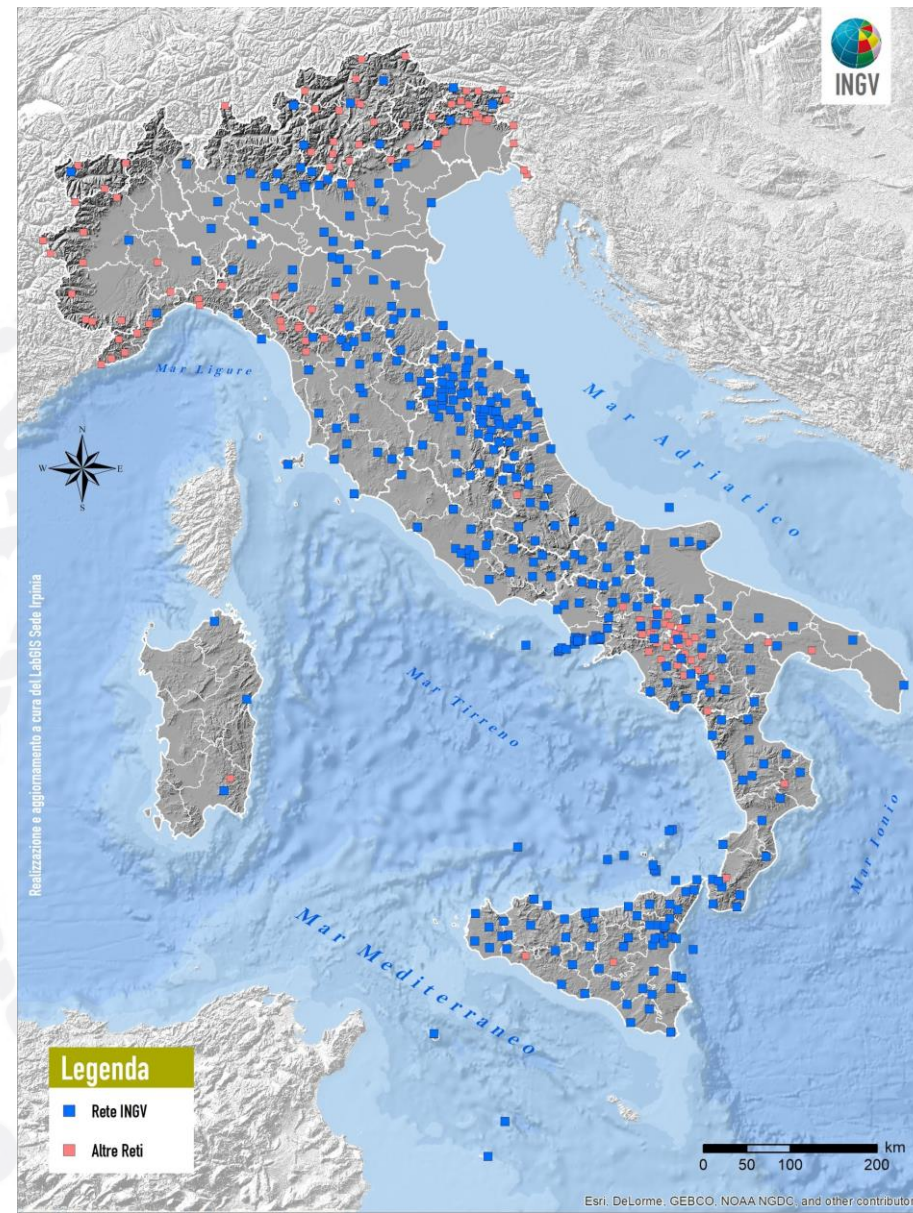 INGV
Mar Ligure
Mar Adriatico
N
W E
S
Mar Tirreno
Mar Ionio
Mar Mediterraneo
Realizzazione e aggiornamento a cura del LabGIS Sede Irpinia
Legenda
Rete INGV
Altre Reti
km
0 50 100 200
Esri, DeLorme, GEBCO, NOAA NGDC, and other contributor